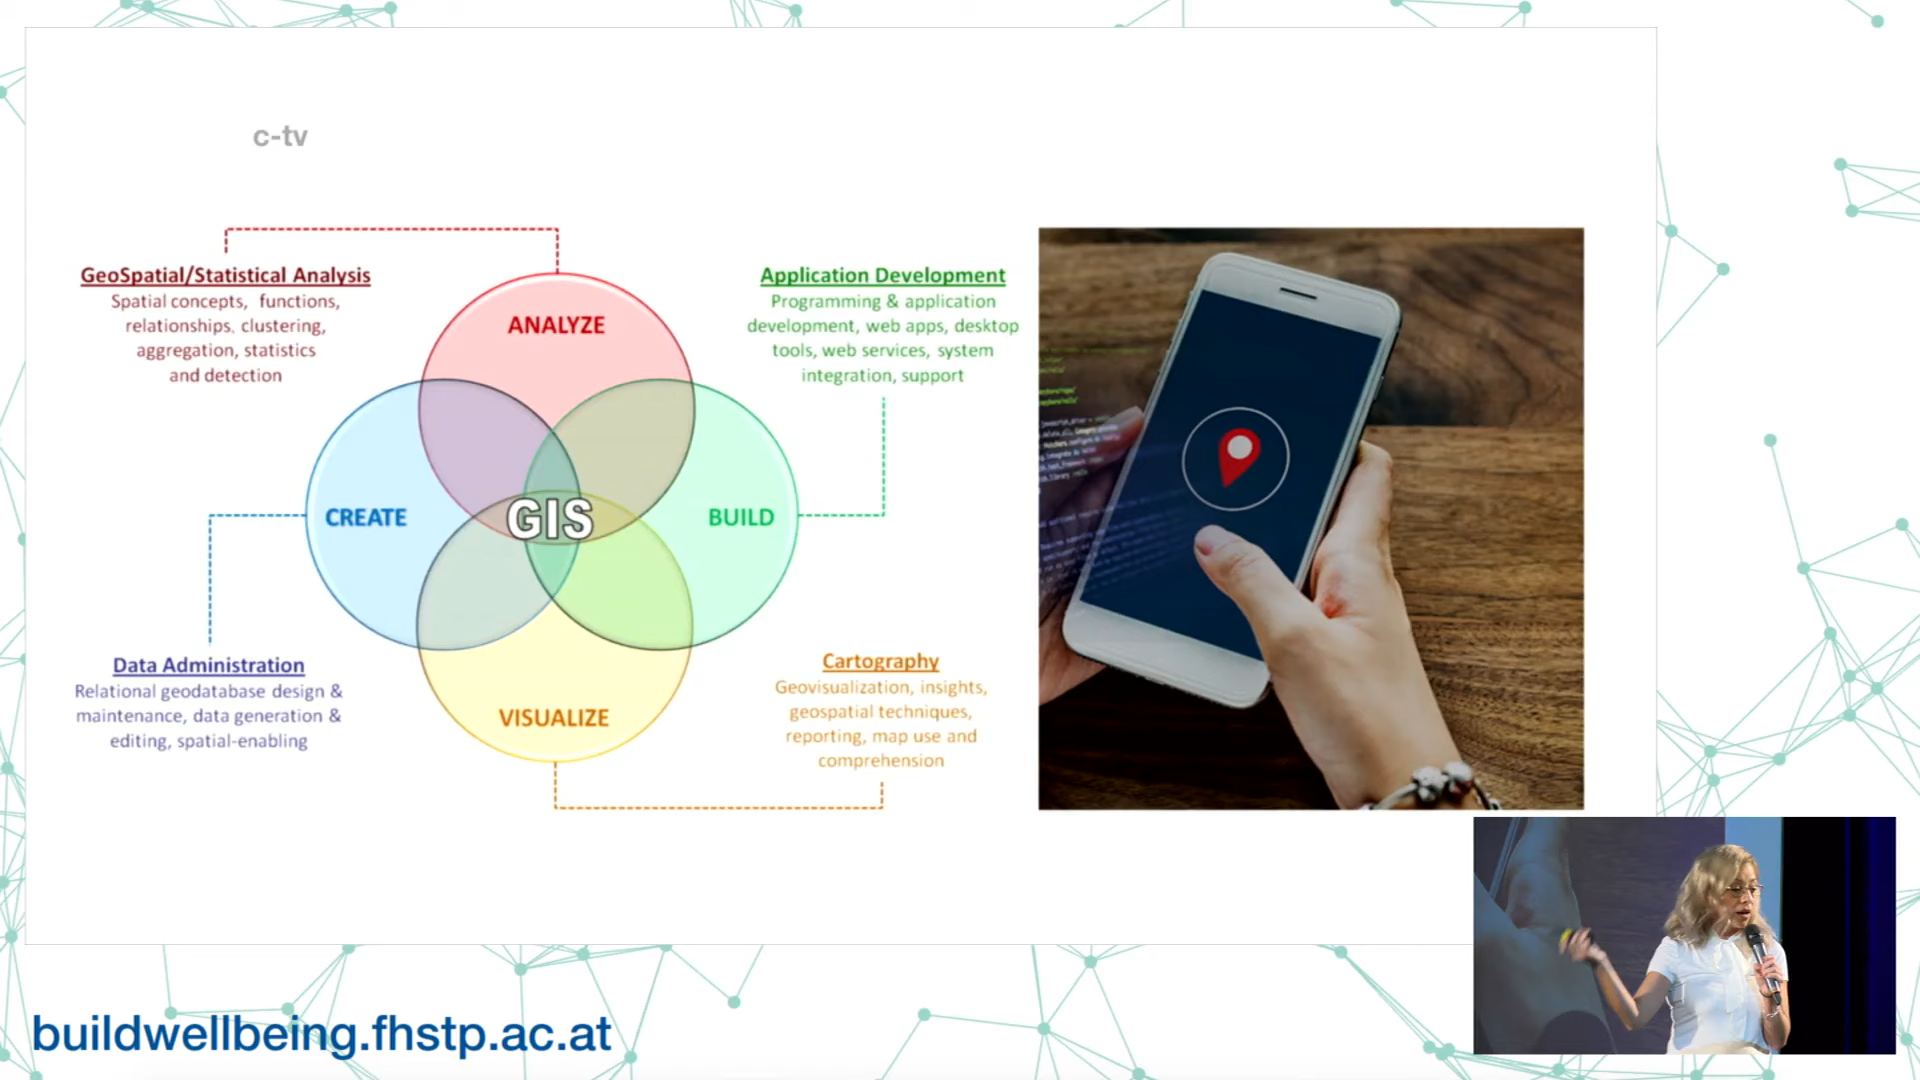 c-tv
GeoSpatial/Statistical Analysis
Spatial concepts, functions,
relationships, clustering,
aggregation, statistics
and detection
Application Development
Programming & application
development, web apps, desktop
tools, web services, system
integration, support
ANALYZE
CREATE
GIS
BUILD
VISUALIZE
Data Administration
Relational geodatabase design &
maintenance, data generation &
editing, spatial-enabling
Cartography
Geovisualization, insights,
geospatial techniques,
reporting, map use and
comprehension
buildwellbeing.fhstp.ac.at